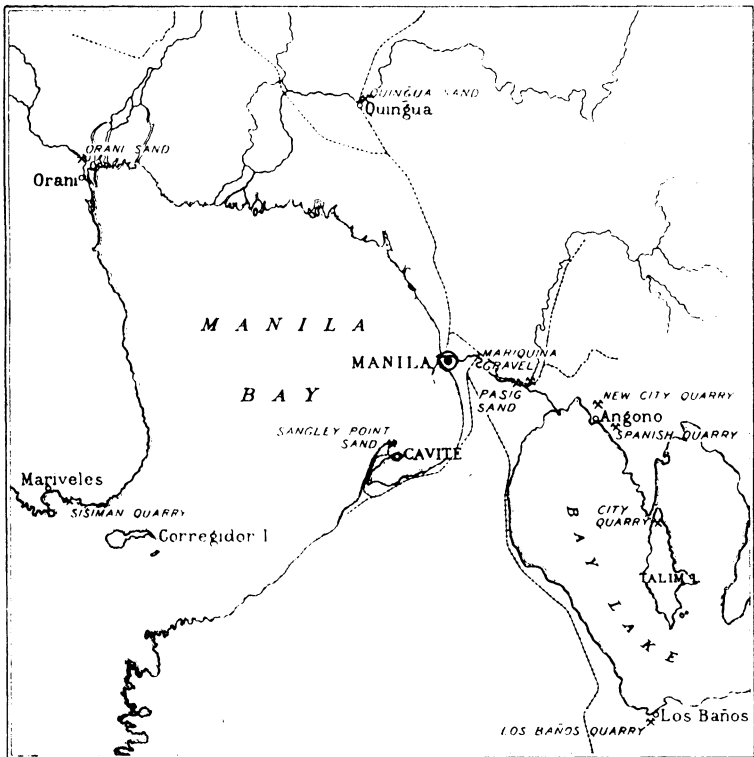 QUINGUA SAND
Quingua
ORANI SAND
Orani
MANILA
BAY
MANILA
MARIQUINA
GRAVEL
PASIG
SAND
NEW CITY QUARRY
Angono
SPANISH QUARRY
SANGLEY POINT
SAND
CAVITE
Mariveles
SISIMAN QUARRY
Corregidor I
CITY
QUARRY
TALIM I.
BAY LAKE
Los Baños
LOS BAÑOS QUARRY